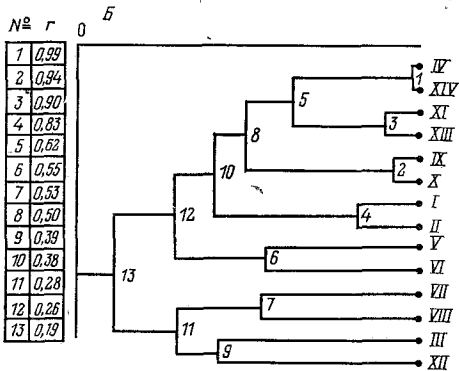 Б
№ r
0
1 0,99
2 0,94
3 0,90
4 0,83
5 0,62
6 0,55
7 0,53
8 0,50
9 0,39
10 0,38
11 0,28
12 0,26
13 0,19
IV
1
XIV
5
XI
3
XIII
8
IX
2
X
10
I
4
II
12
V
6
VI
13
VII
7
VIII
11
III
9
XII